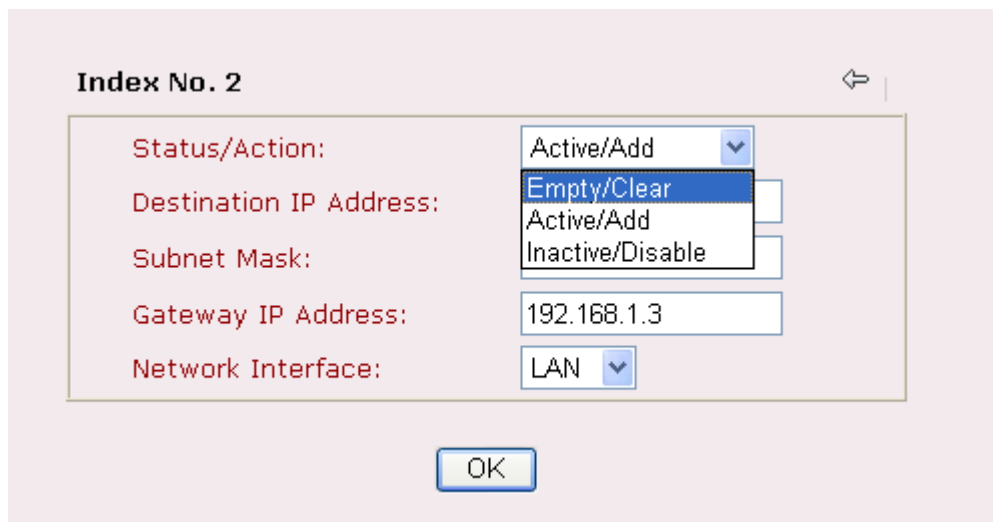 Index No. 2
Status/Action: Active/Add
Empty/Clear
Destination IP Address:
Active/Add
Inactive/Disable
Subnet Mask:
Gateway IP Address: 192.168.1.3
Network Interface: LAN
OK